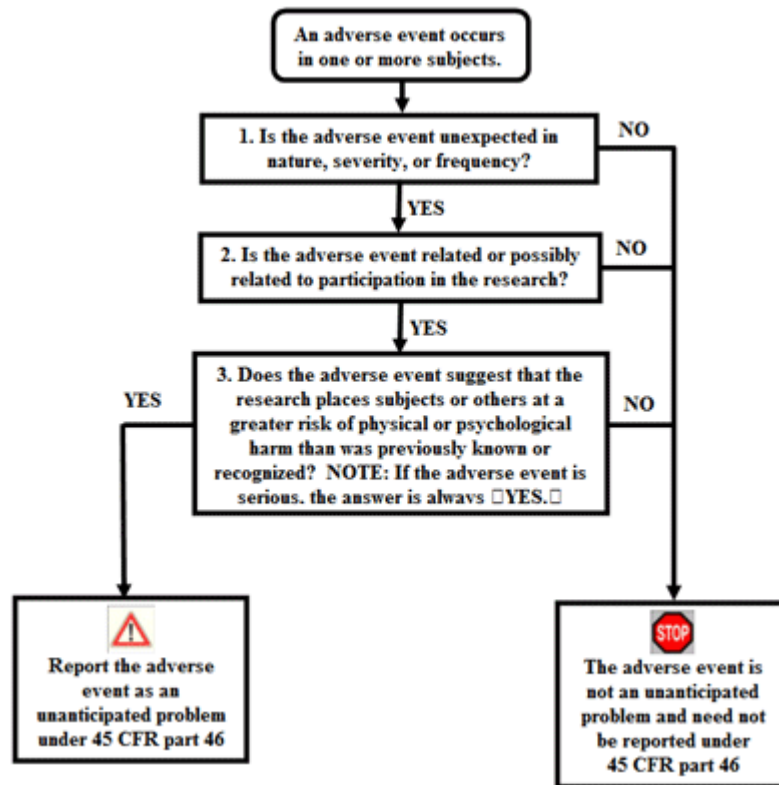 An adverse event occurs
in one or more subjects.
1. Is the adverse event unexpected in
nature, severity, or frequency?
NO
YES
2. Is the adverse event related or possibly
related to participation in the research?
NO
YES
3. Does the adverse event suggest that the
research places subjects or others at a
greater risk of physical or psychological
harm than was previously known or
recognized? NOTE: If the adverse event is
serious, the answer is always □YES.□
YES
NO
Report the adverse
event as an
unanticipated problem
under 45 CFR part 46
STOP
The adverse event is
not an unanticipated
problem and need not
be reported under
45 CFR part 46